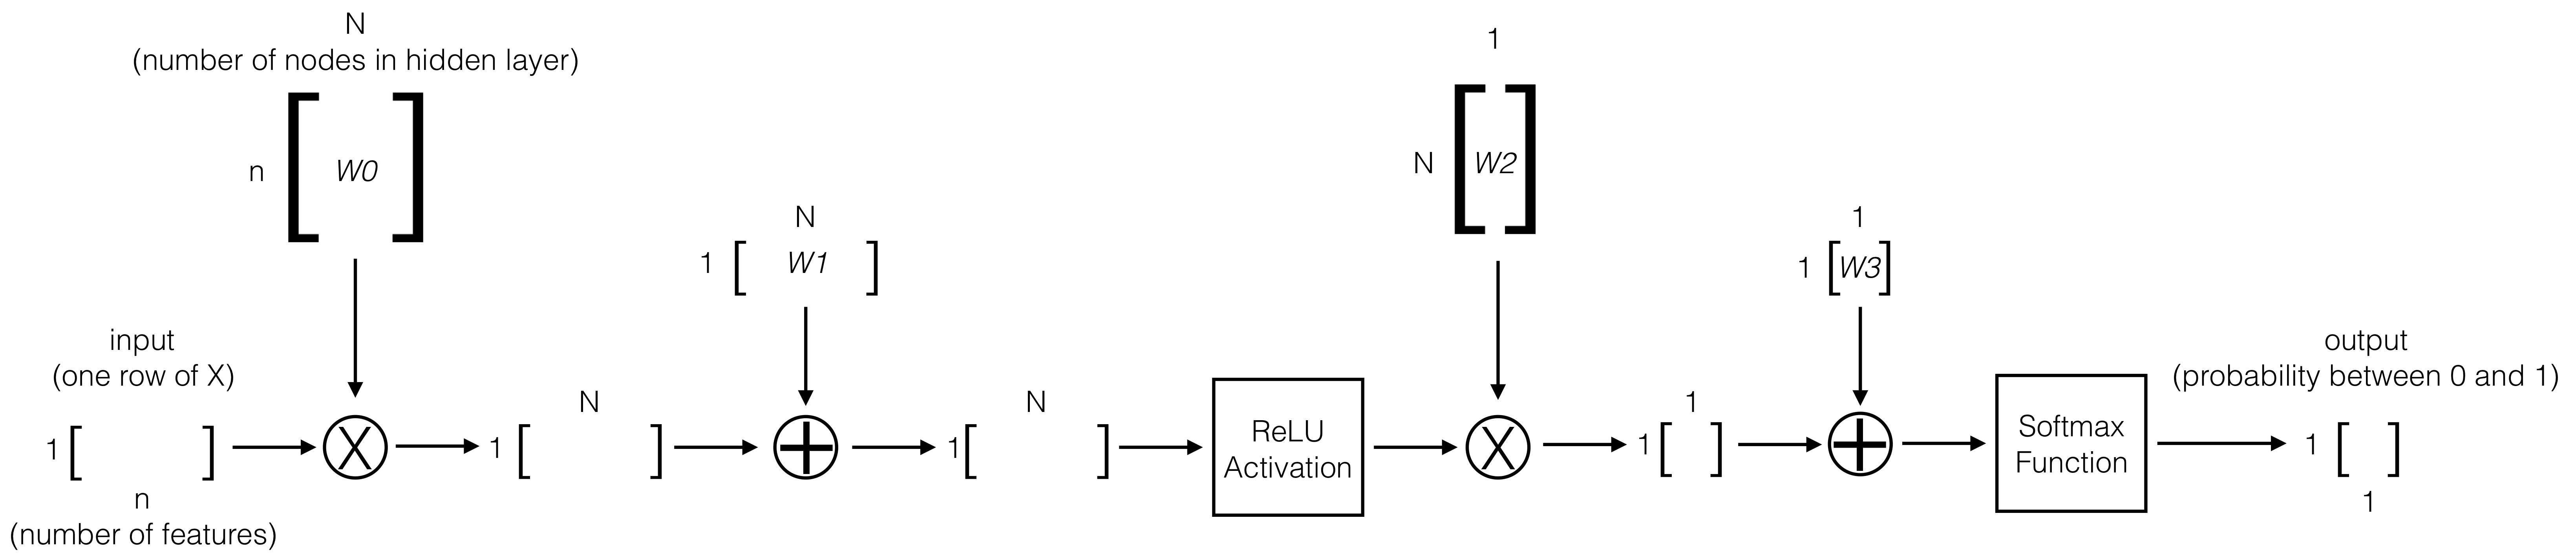 N
(number of nodes in hidden layer)
n
W0
input
(one row of X)
1
n
(number of features)
X
1
N
N
1
W1
1
N
ReLU
Activation
1
N
W2
X
1
1
1
1
W3
Softmax
Function
output
(probability between 0 and 1)
1
1